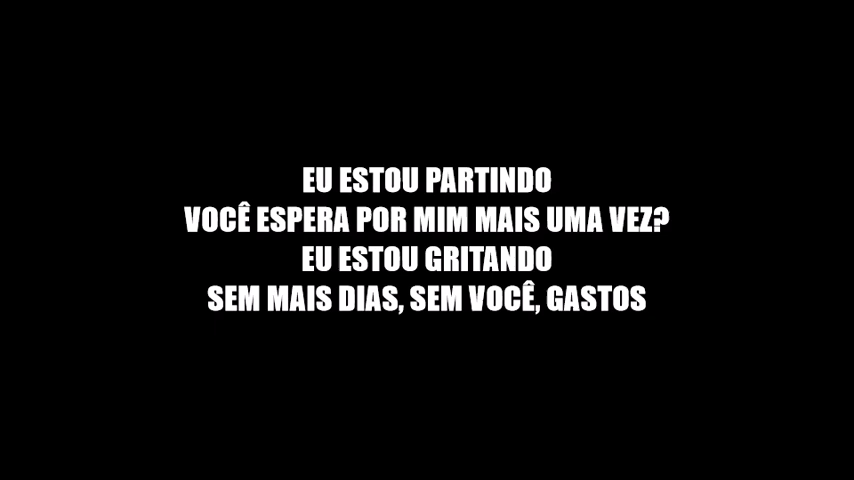 EU ESTOU PARTINDO
VOCÊ ESPERA POR MIM MAIS UMA VEZ?
EU ESTOU GRITANDO
SEM MAIS DIAS, SEM VOCÊ, GASTOS